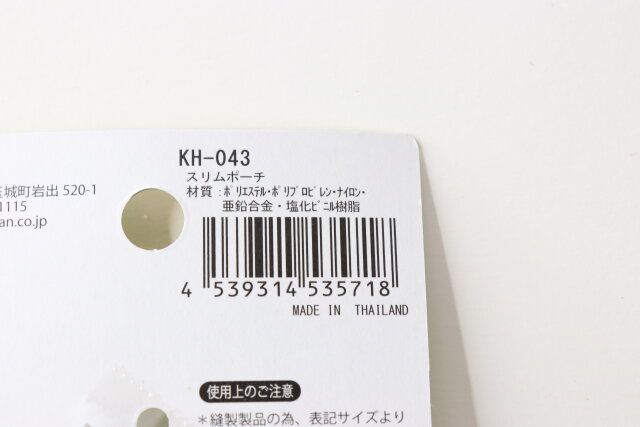 KH-043
スリムポーチ
材質:ﾎﾟﾘｴｽﾃﾙ･ﾎﾟﾘﾌﾟﾛﾋﾟﾚﾝ･ﾅｲﾛﾝ･
亜鉛合金・塩化ﾋﾞﾆﾙ樹脂
城町岩出 520-1
1115
an.co.jp
4 539314 535718
MADE IN THAILAND
使用上のご注意
*縫製製品の為、表記サイズより